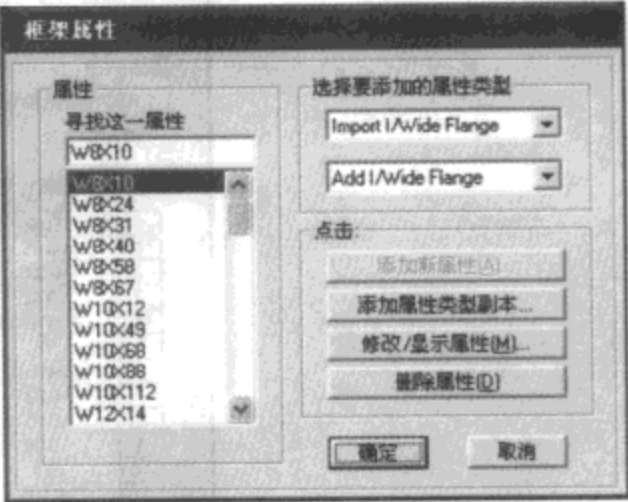 框架属性
属性
寻找这一属性
W8X10
W8X10
W8X24
W8X31
W8X40
W8X58
W8X67
W10X12
W10X49
W10X68
W10X88
W10X112
W12X14
选择要添加的属性类型
Import I/Wide Flange
Add I/Wide Flange
点击:
添加新属性(A)
添加属性类型副本...
修改/显示属性(M)...
删除属性(D)
确定
取消